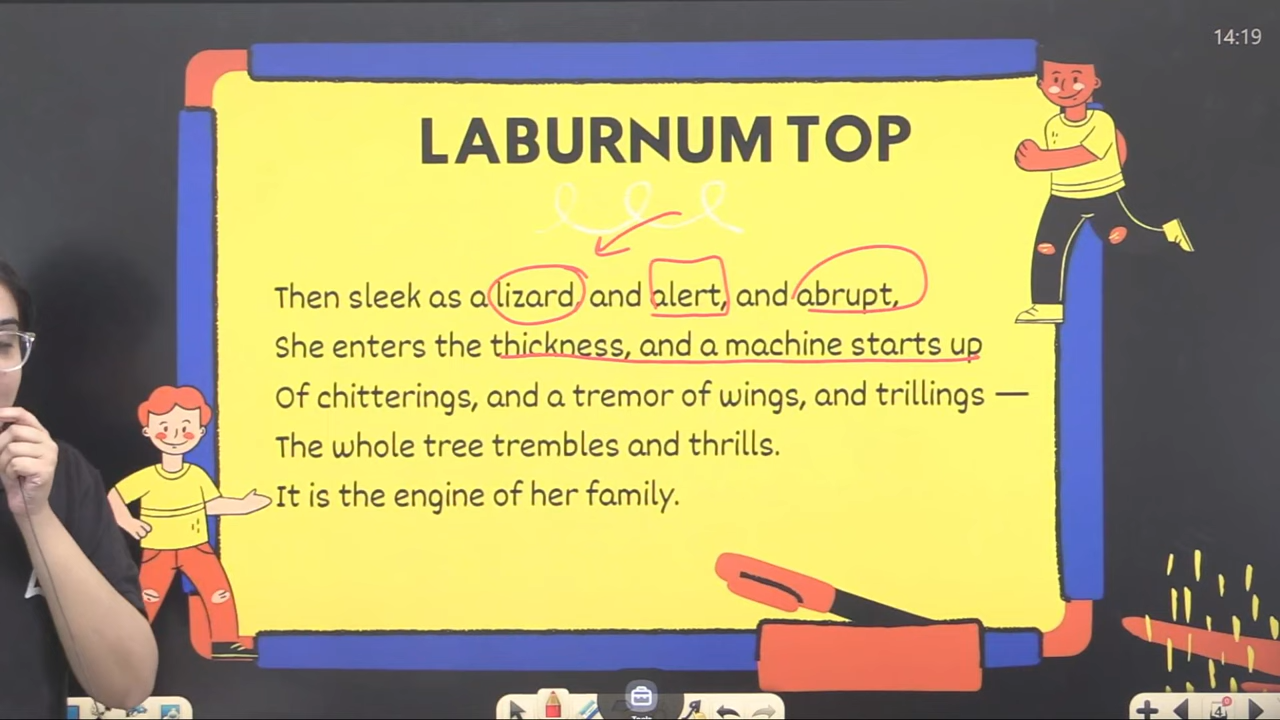 14:19
LABURNUM TOP
Then sleek as a lizard, and alert, and abrupt,
She enters the thickness, and a machine starts up
Of chitterings, and a tremor of wings, and trillings —
The whole tree trembles and thrills.
It is the engine of her family.
4